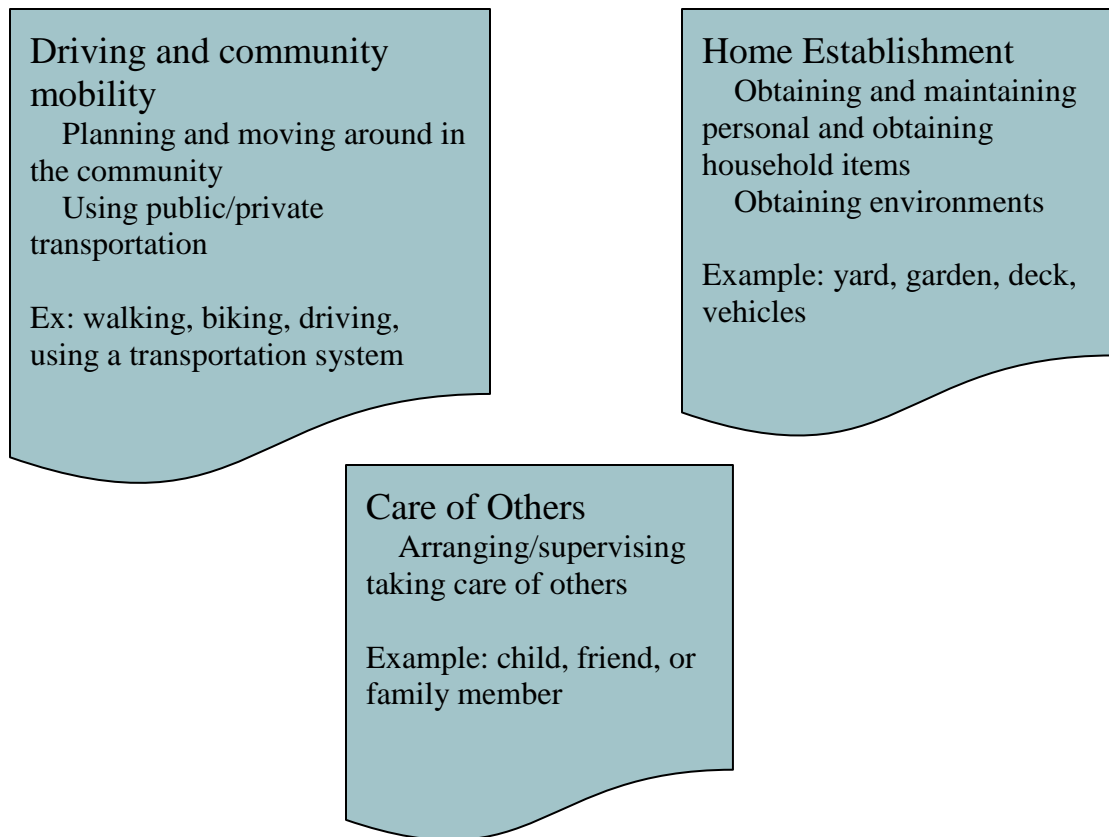 Driving and community
mobility
Planning and moving around in
the community
Using public/private
transportation
Ex: walking, biking, driving,
using a transportation system
Home Establishment
Obtaining and maintaining
personal and obtaining
household items
Obtaining environments
Example: yard, garden, deck,
vehicles
Care of Others
Arranging/supervising
taking care of others
Example: child, friend, or
family member